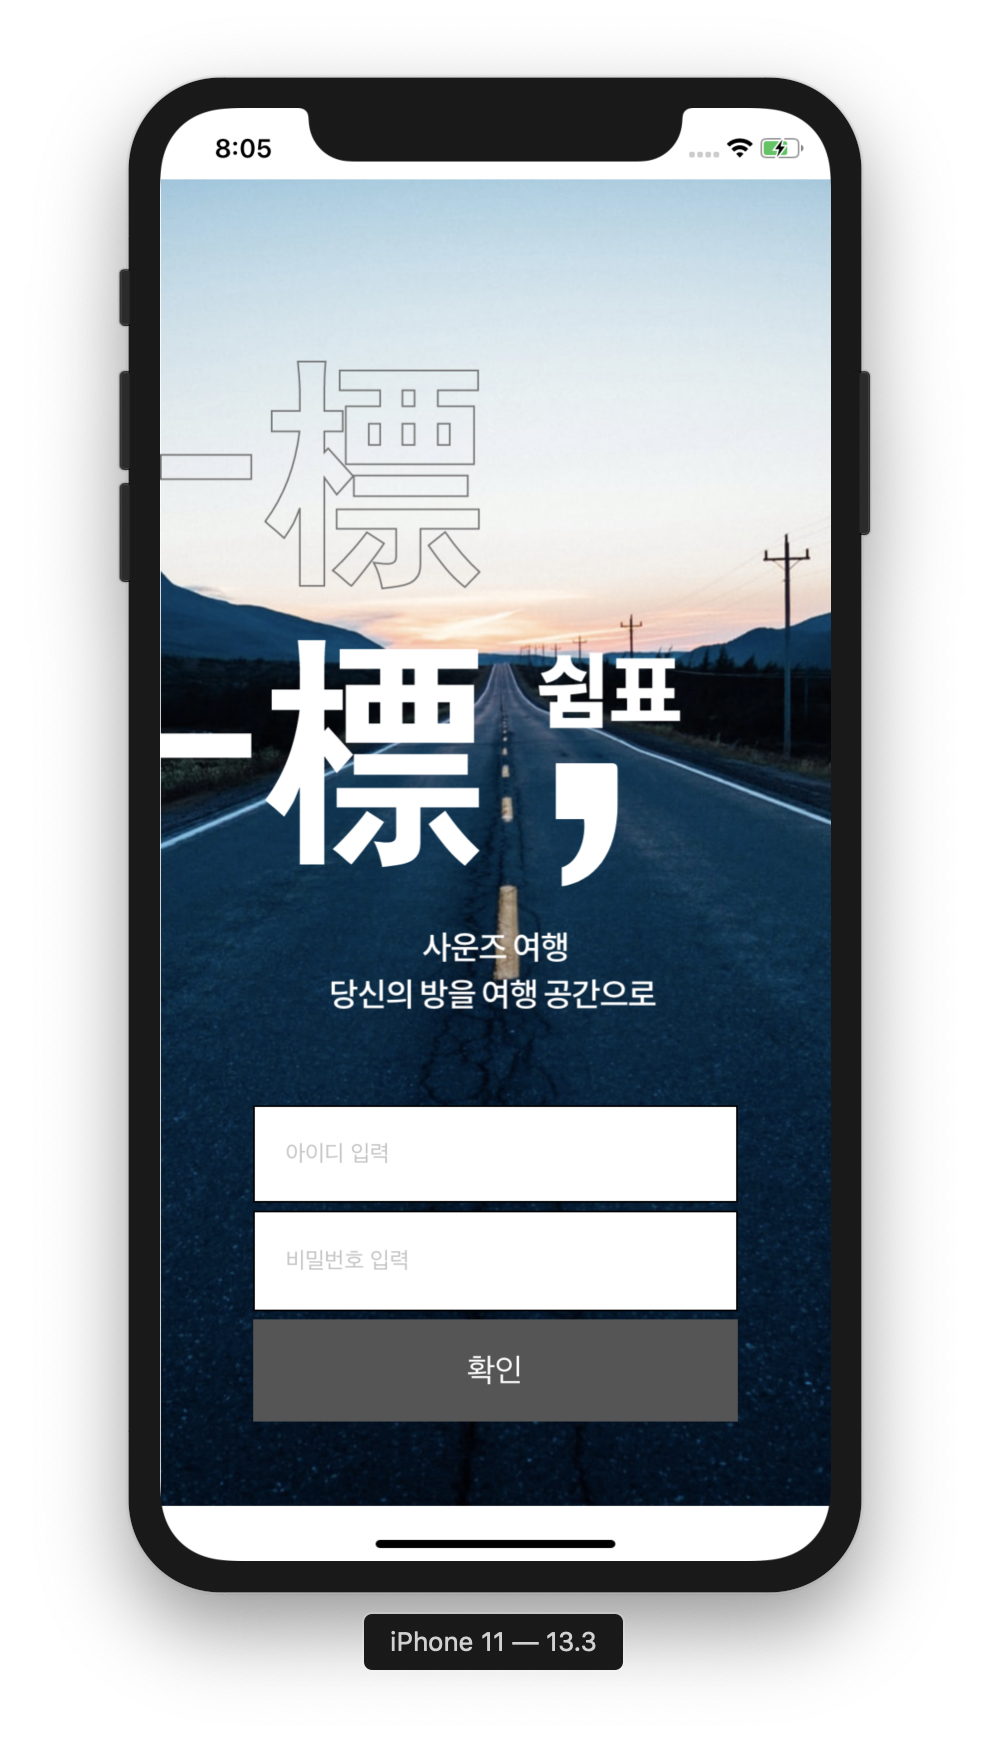 8:05
一標
一標
쉼표
,
사운즈 여행
당신의 방을 여행 공간으로
아이디 입력
비밀번호 입력
확인
iPhone 11 — 13.3